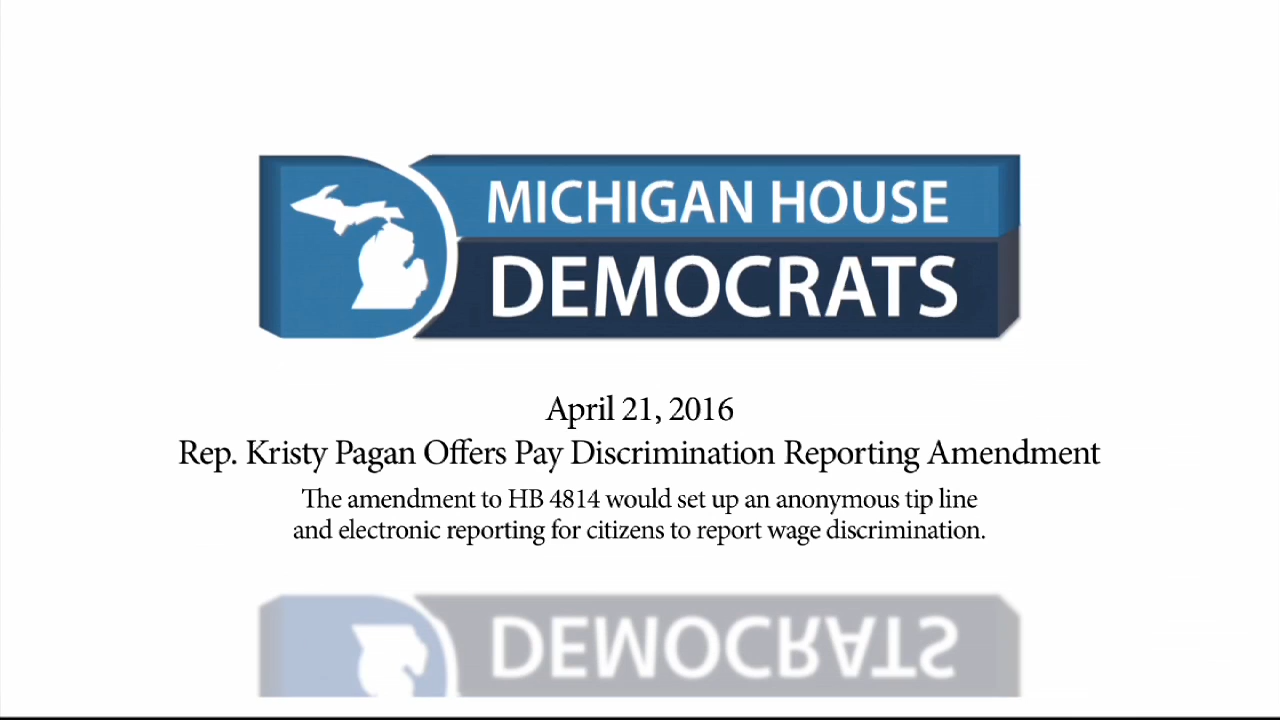 MICHIGAN HOUSE
DEMOCRATS
April 21, 2016
Rep. Kristy Pagan Offers Pay Discrimination Reporting Amendment
The amendment to HB 4814 would set up an anonymous tip line
and electronic reporting for citizens to report wage discrimination.
DEMOCRATS